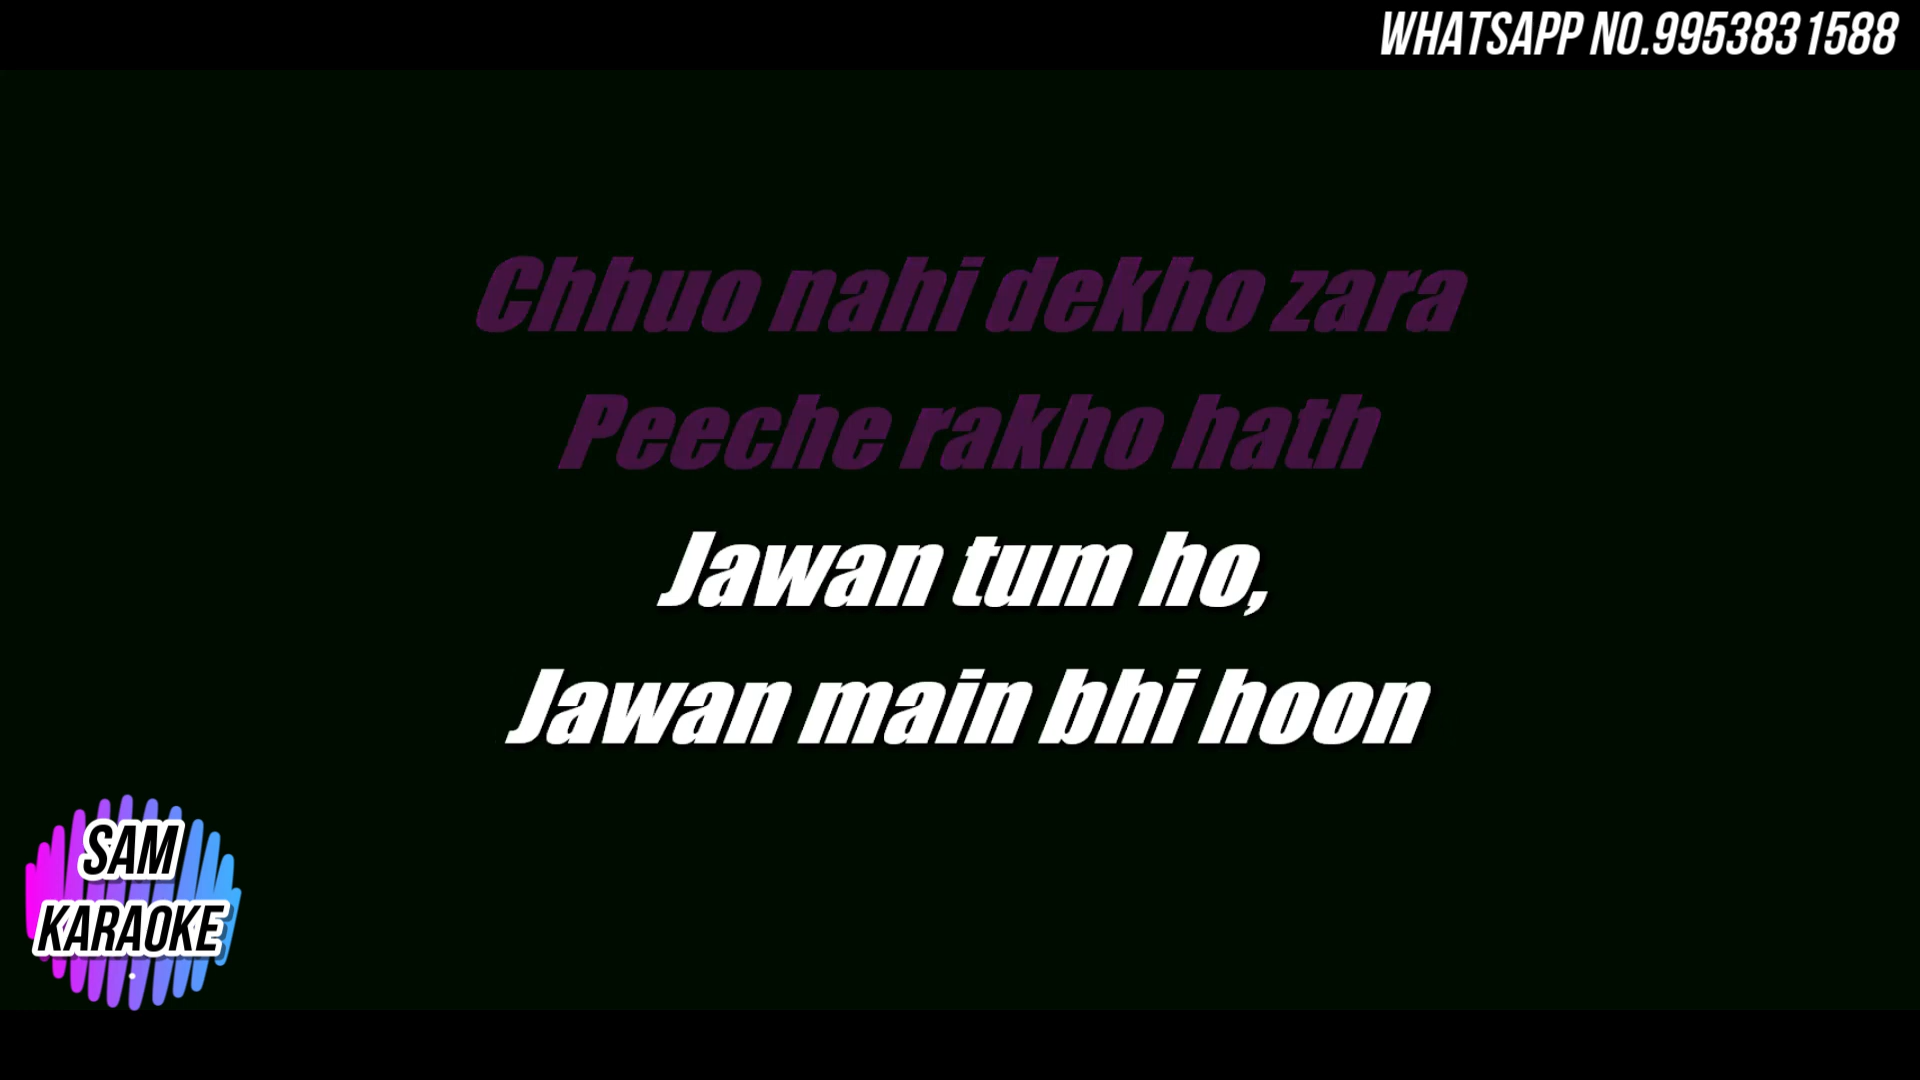 WHATSAPP NO.9953831588
Chhuo nahi dekho zara
Peeche rakho hath
Jawan tum ho,
Jawan main bhi hoon
SAM
KARAOKE